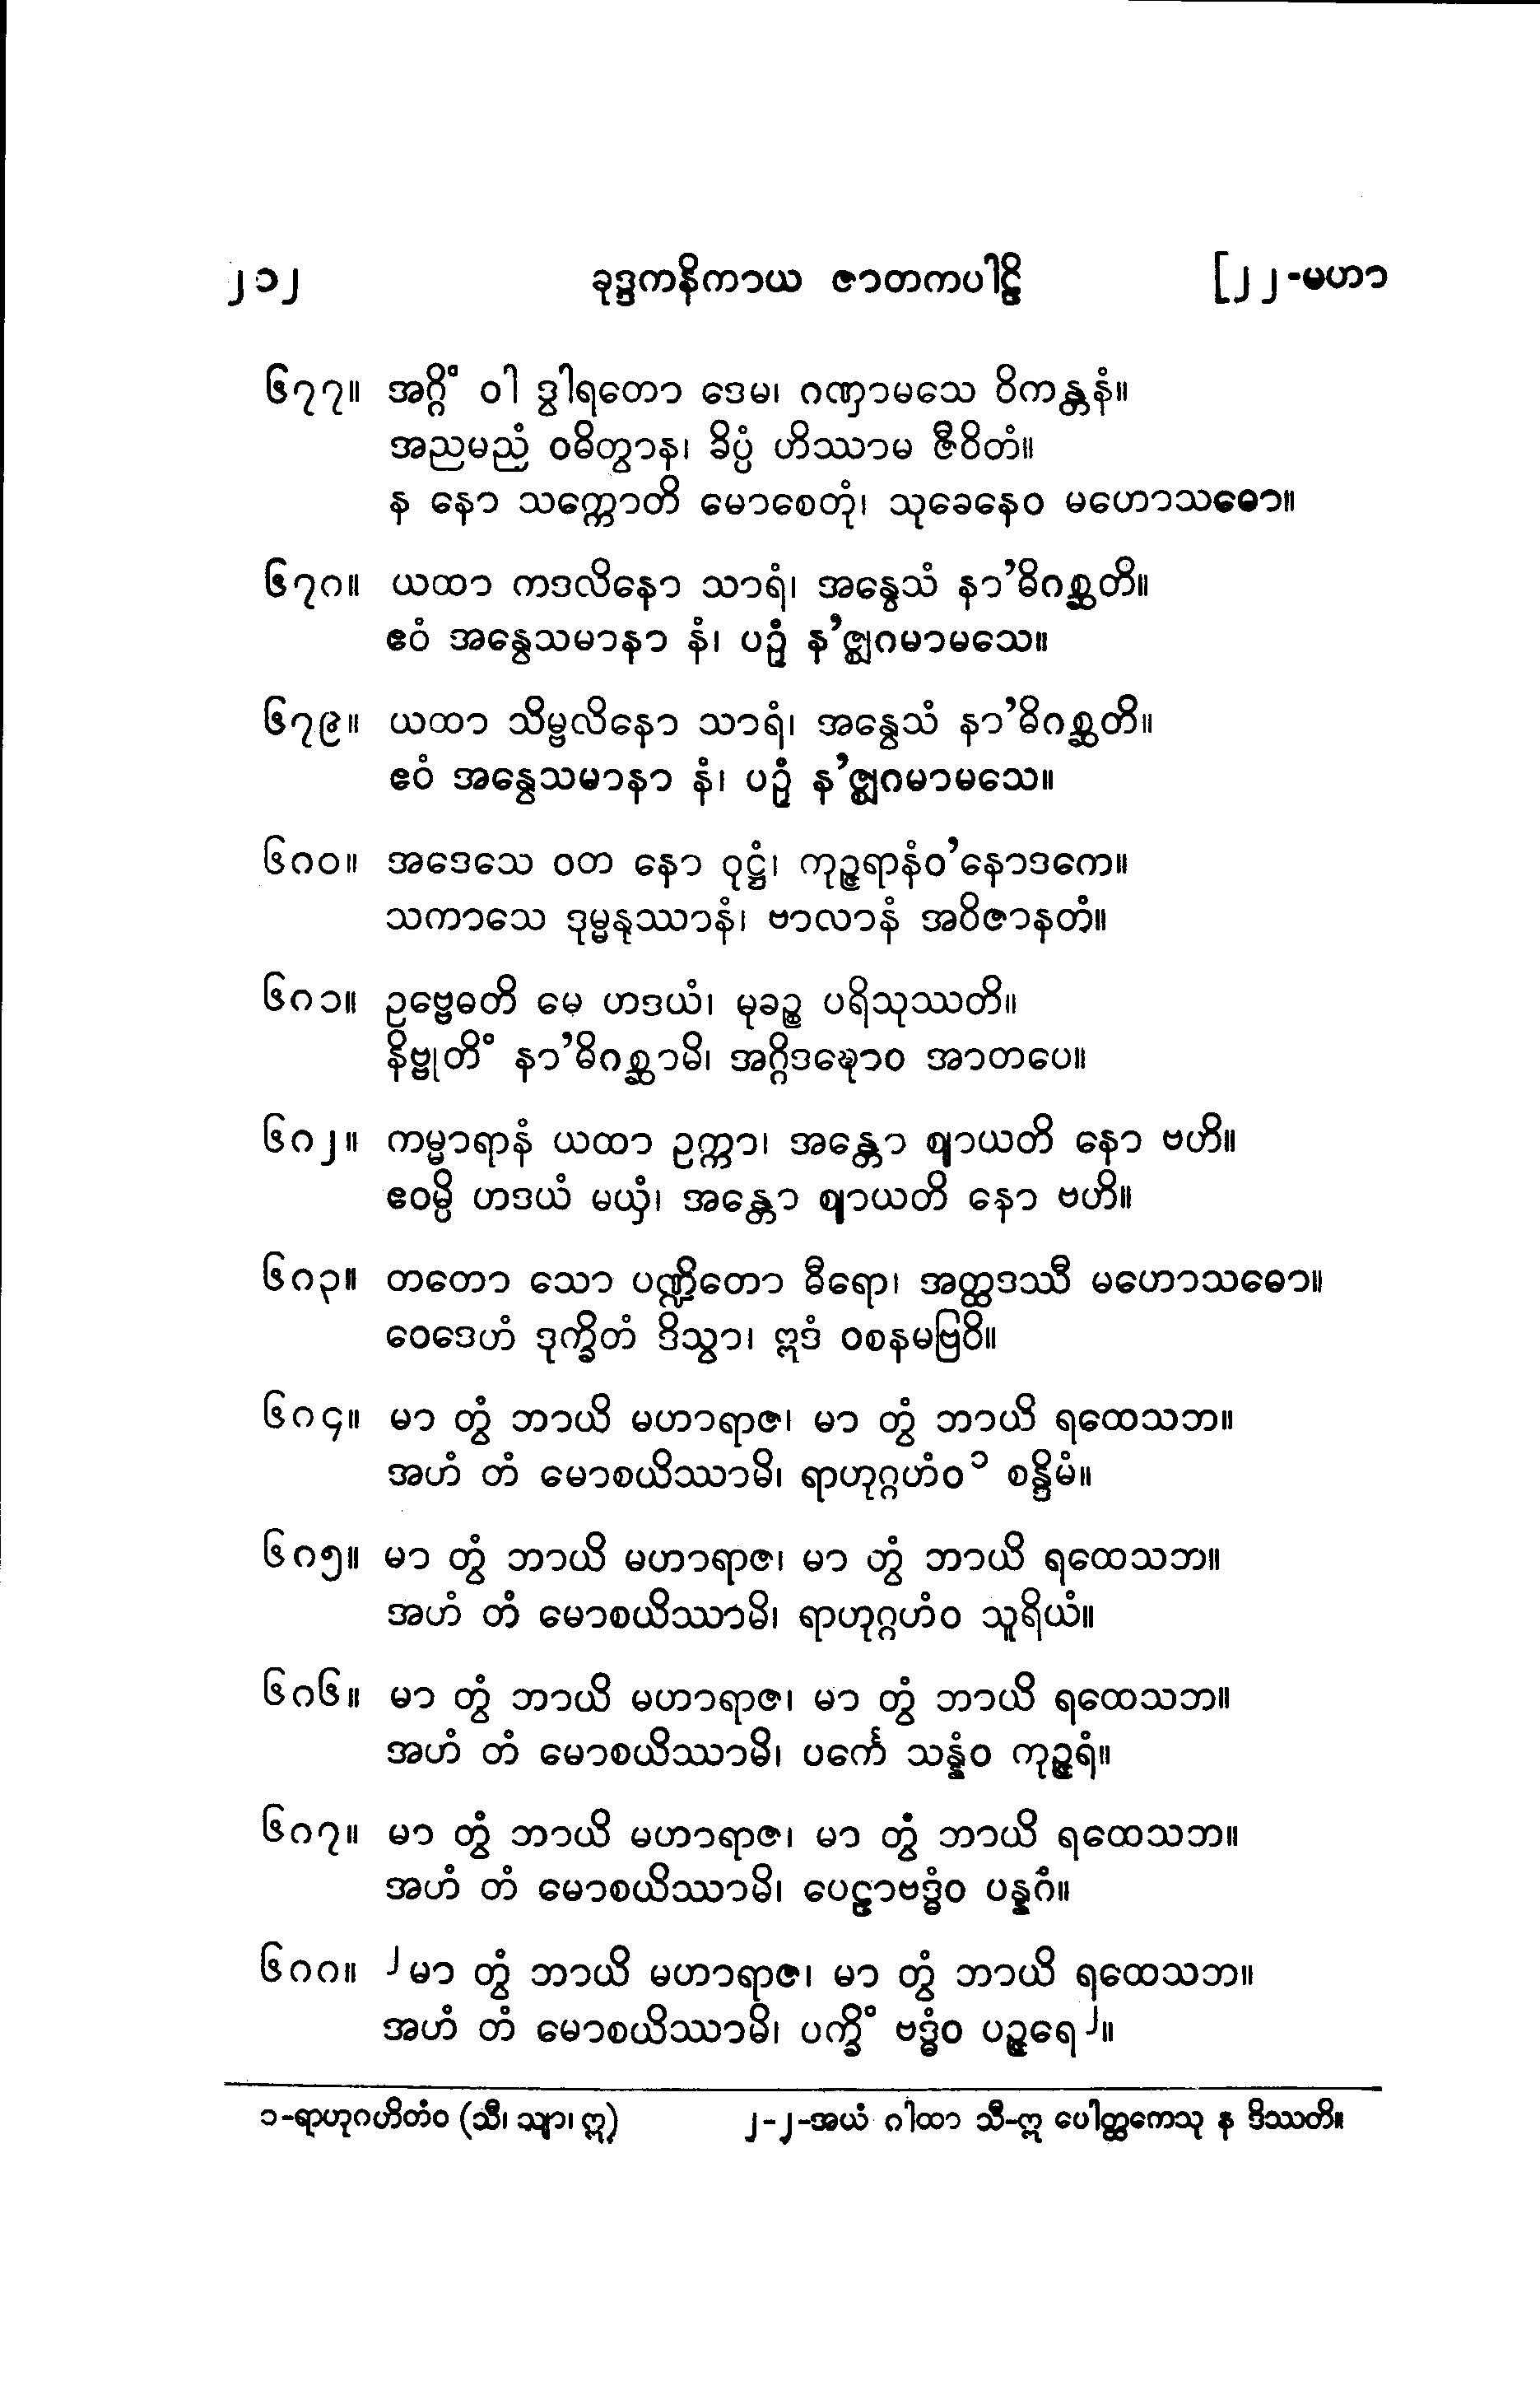 ၂၁၂ ခုဒ္ဒကနိကာယ ဇာတကပါဠိ [၂၂-မဟာ
၆၇၇။ အဂ္ဂိံ ဝါ ဒွါရတော ဒေမ၊ ဂဏှာမသေ ဝိကန္တနံ။
အညမညံ ဝဓိတွာန၊ ခိပ္ပံ ဟိဿာမ ဇီဝိတံ။
န နော သက္ကောတိ မောစေတုံ၊ သုခေနေဝ မဟောသဓော။
၆၇၈။ ယထာ ကဒလိနော သာရံ၊ အနွေသံ နာ’ဓိဂစ္ဆတိ။
ဧဝံ အနွေသမာနာ နံ၊ ပဉှံ န’ဇ္ဈဂမာမသေ။
၆၇၉။ ယထာ သိမ္ဗလိနော သာရံ၊ အနွေသံ နာ’ဓိဂစ္ဆတိ။
ဧဝံ အနွေသမာနာ နံ၊ ပဉှံ န’ဇ္ဈဂမာမသေ။
၆၈၀။ အဒေသေ ဝတ နော ဝုဋ္ဌံ၊ ကုဉ္ဇရာနံဝ’နောဒကေ။
သကာသေ ဒုမ္မနုဿာနံ၊ ဗာလာနံ အဝိဇာနတံ။
၆၈၁။ ဥဗ္ဗေဓတိ မေ ဟဒယံ၊ မုခဉ္စ ပရိသုဿတိ။
နိဗ္ဗုတိံ နာ’ဓိဂစ္ဆာမိ၊ အဂ္ဂိဒဍ္ဎောဝ အာတပေ။
၆၈၂။ ကမ္မာရာနံ ယထာ ဥက္ကာ၊ အန္တော ဈာယတိ နော ဗဟိ။
ဧဝမ္ပိ ဟဒယံ မယှံ၊ အန္တော ဈာယတိ နော ဗဟိ။
၆၈၃။ တတော သော ပဏ္ဍိတော ဓီရော၊ အတ္ထဒဿီ မဟောသဓော။
ဝေဒေဟံ ဒုက္ခိတံ ဒိသွာ၊ ဣဒံ ဝစနမဗြဝိ။
၆၈၄။ မာ တွံ ဘာယိ မဟာရာဇ၊ မာ တွံ ဘာယိ ရထေသဘ။
အဟံ တံ မောစယိဿာမိ၊ ရာဟုဂ္ဂဟံဝ ၁ စန္ဒိမံ။
၆၈၅။ မာ တွံ ဘာယိ မဟာရာဇ၊ မာ တွံ ဘာယိ ရထေသဘ။
အဟံ တံ မောစယိဿာမိ၊ ရာဟုဂ္ဂဟံဝ သူရိယံ။
၆၈၆။ မာ တွံ ဘာယိ မဟာရာဇ၊ မာ တွံ ဘာယိ ရထေသဘ။
အဟံ တံ မောစယိဿာမိ၊ ပင်္ကေ သန္နံဝ ကုဉ္ဇရံ။
၆၈၇။ မာ တွံ ဘာယိ မဟာရာဇ၊ မာ တွံ ဘာယိ ရထေသဘ။
အဟံ တံ မောစယိဿာမိ၊ ပေဠာဗဒ္ဓံဝ ပန္နဂံ။
၆၈၈။ ၂ မာ တွံ ဘာယိ မဟာရာဇ၊ မာ တွံ ဘာယိ ရထေသဘ။
အဟံ တံ မောစယိဿာမိ၊ ပက္ခိံ ဗဒ္ဓံဝ ပဉ္ဇရေ ၂။
၁-ရာဟုဂဟိတံဝ (သီ၊ သျာ၊ ဣ) ၂-၂-အယံ ဂါထာ သီ-ဣ ပေါတ္ထကေသု န ဒိဿတိ။